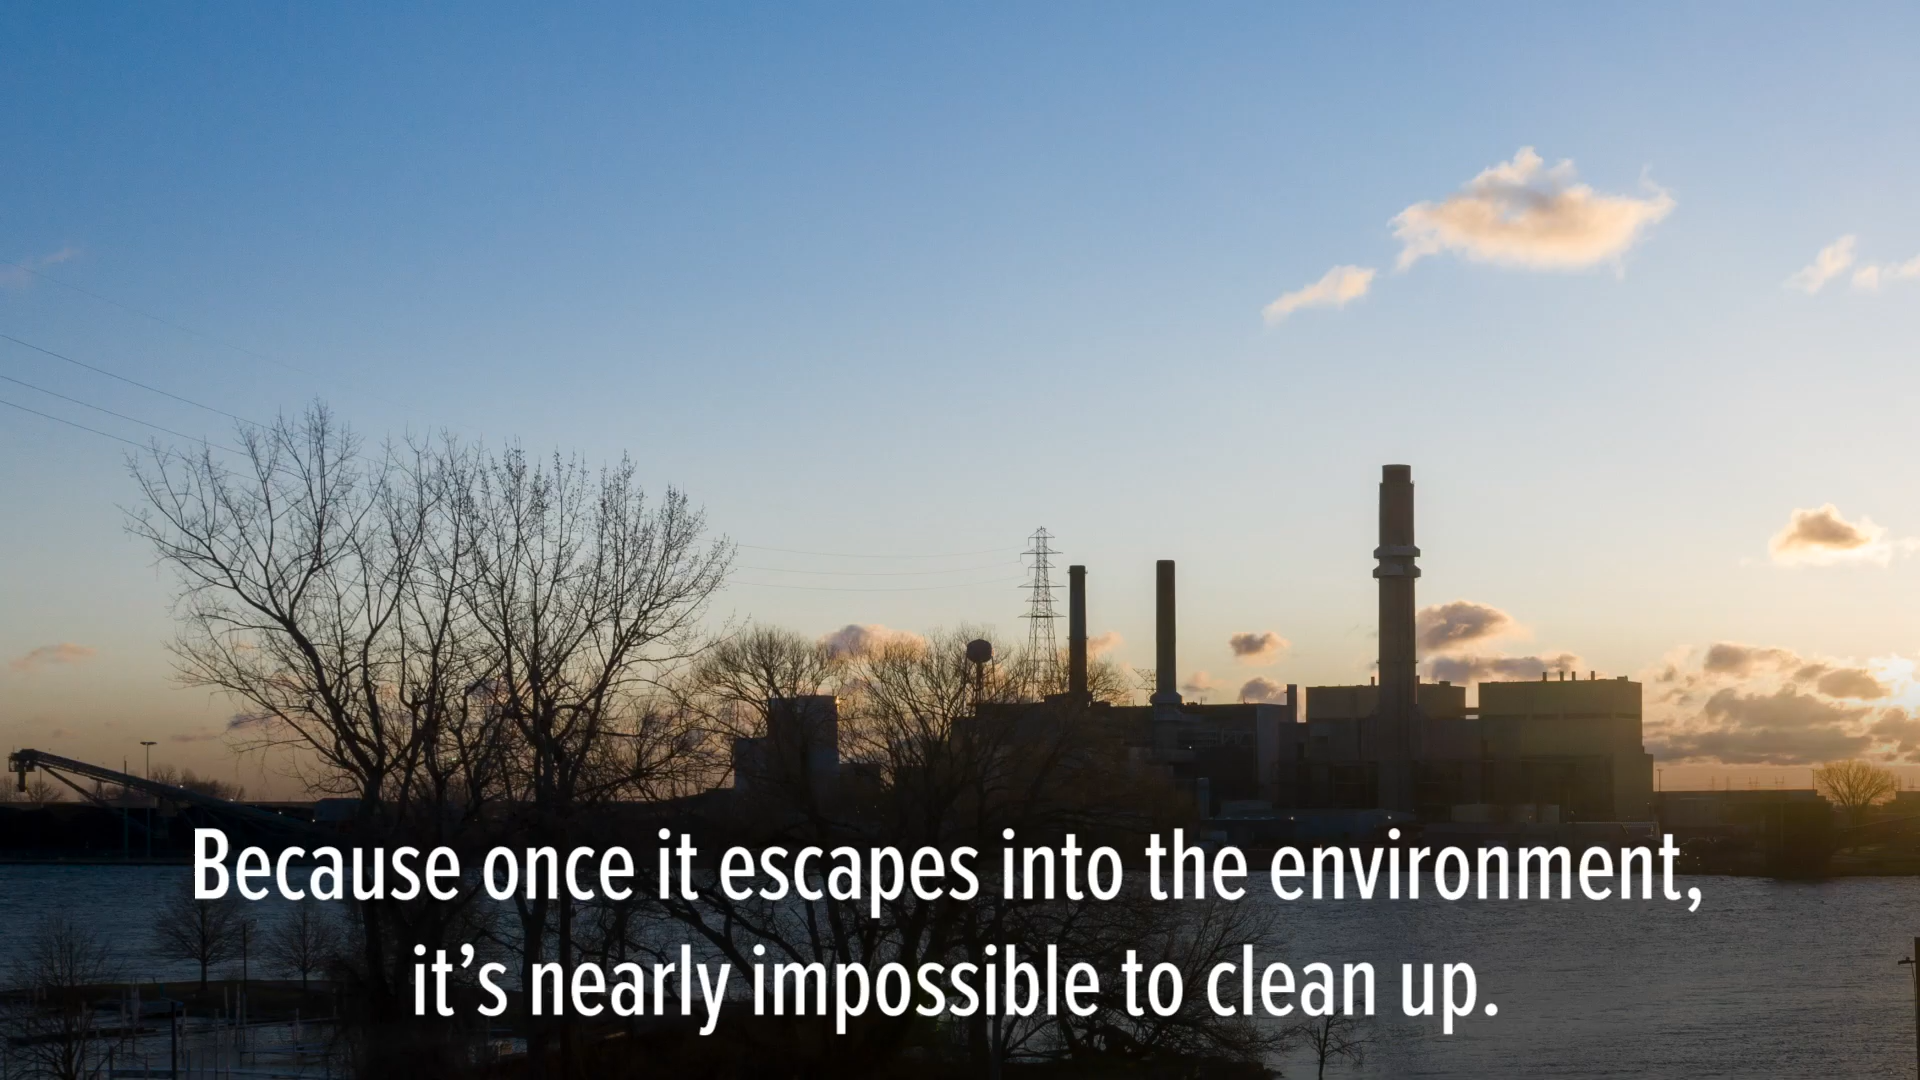 Because once it escapes into the environment,
it’s nearly impossible to clean up.